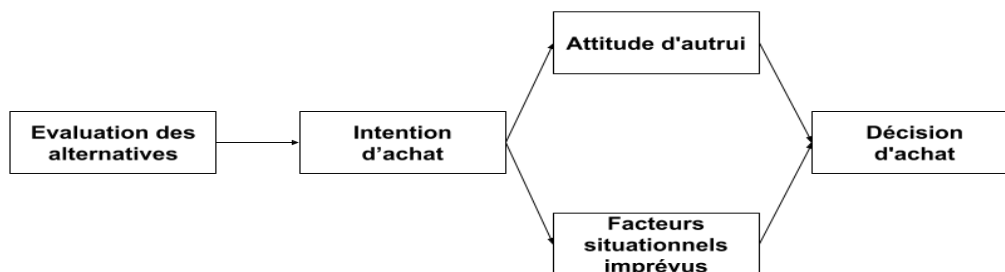 Attitude d'autrui
Evaluation des
alternatives
Intention
d’achat
Décision
d'achat
Facteurs
situationnels
imprévus